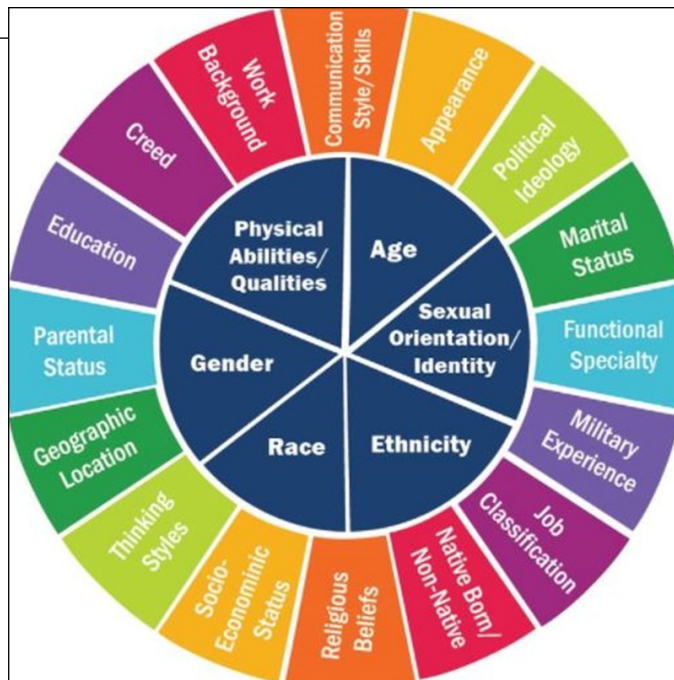 Communication
Style/Skills
Appearance
Political
Ideology
Marital
Status
Functional
Specialty
Military
Experience
Job
Classification
Native Born/
Non-Native
Religious
Beliefs
Socio-
Econominic
Status
Thinking
Styles
Geographic
Location
Parental
Status
Education
Creed
Work
Background
Physical
Abilities/
Qualities
Age
Sexual
Orientation/
Identity
Ethnicity
Race
Gender